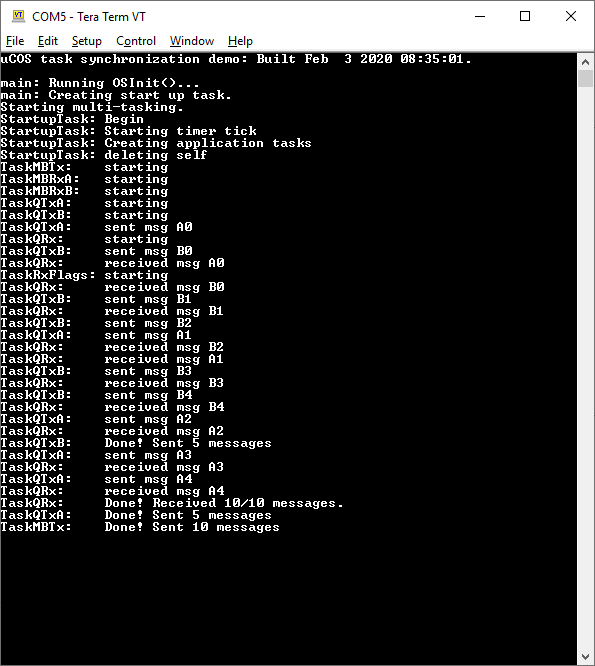 COM5 - Tera Term VT
File Edit Setup Control Window Help
uCOS task synchronization demo: Built Feb  3 2020 08:35:01.
main: Running OSInit()...
main: Creating start up task.
Starting multi-tasking.
StartupTask: Begin
StartupTask: Starting timer tick
StartupTask: Creating application tasks
StartupTask: deleting self
TaskMBTx:    starting
TaskMBRxA:   starting
TaskMBRxB:   starting
TaskQTxA:    starting
TaskQTxB:    starting
TaskQTxA:    sent msg A0
TaskQRx:     starting
TaskQTxB:    sent msg B0
TaskQRx:     received msg A0
TaskRxFlags: starting
TaskQRx:     received msg B0
TaskQTxB:    sent msg B1
TaskQRx:     received msg B1
TaskQTxB:    sent msg B2
TaskQTxA:    sent msg A1
TaskQRx:     received msg B2
TaskQRx:     received msg A1
TaskQTxB:    sent msg B3
TaskQRx:     received msg B3
TaskQTxB:    sent msg B4
TaskQRx:     received msg B4
TaskQTxA:    sent msg A2
TaskQRx:     received msg A2
TaskQTxB:    Done! Sent 5 messages
TaskQTxA:    sent msg A3
TaskQRx:     received msg A3
TaskQTxA:    sent msg A4
TaskQRx:     received msg A4
TaskQRx:     Done! Received 10/10 messages.
TaskQTxA:    Done! Sent 5 messages
TaskMBTx:    Done! Sent 10 messages